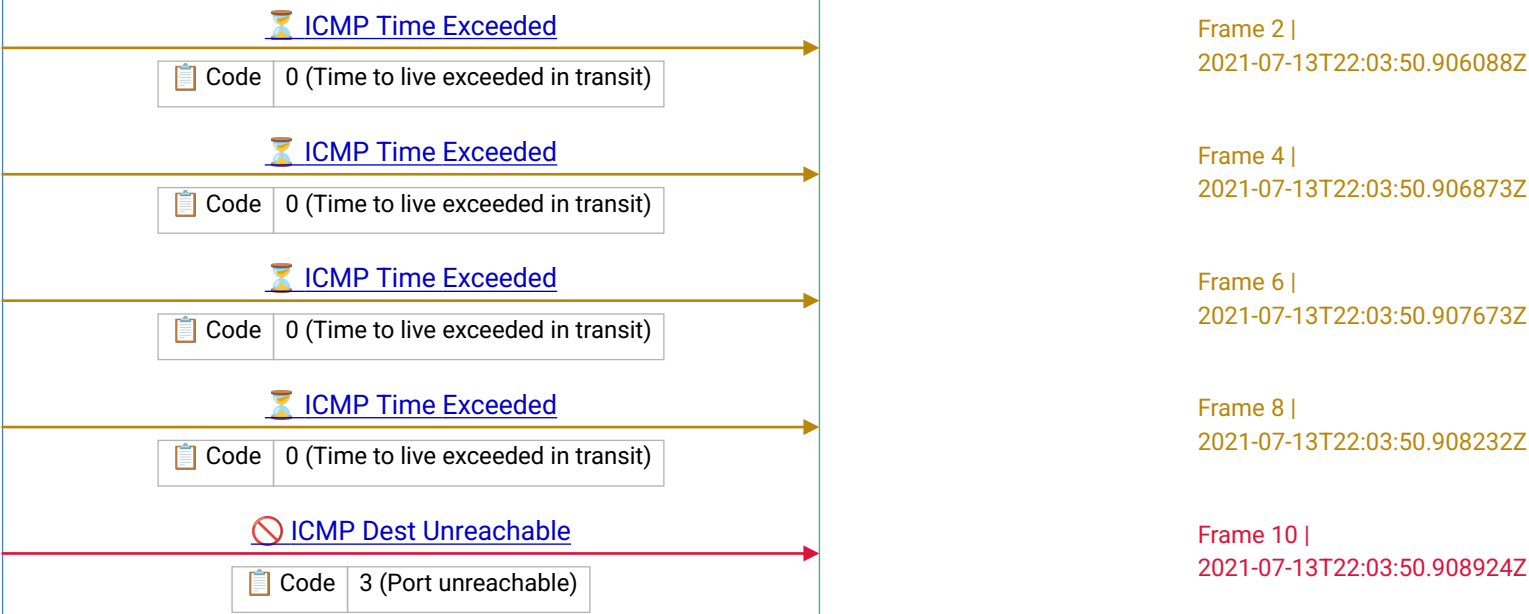 ⏳ ICMP Time Exceeded
Frame 2 |
2021-07-13T22:03:50.906088Z
📋 Code 0 (Time to live exceeded in transit)
⏳ ICMP Time Exceeded
Frame 4 |
2021-07-13T22:03:50.906873Z
📋 Code 0 (Time to live exceeded in transit)
⏳ ICMP Time Exceeded
Frame 6 |
2021-07-13T22:03:50.907673Z
📋 Code 0 (Time to live exceeded in transit)
⏳ ICMP Time Exceeded
Frame 8 |
2021-07-13T22:03:50.908232Z
📋 Code 0 (Time to live exceeded in transit)
🚫 ICMP Dest Unreachable
Frame 10 |
2021-07-13T22:03:50.908924Z
📋 Code 3 (Port unreachable)